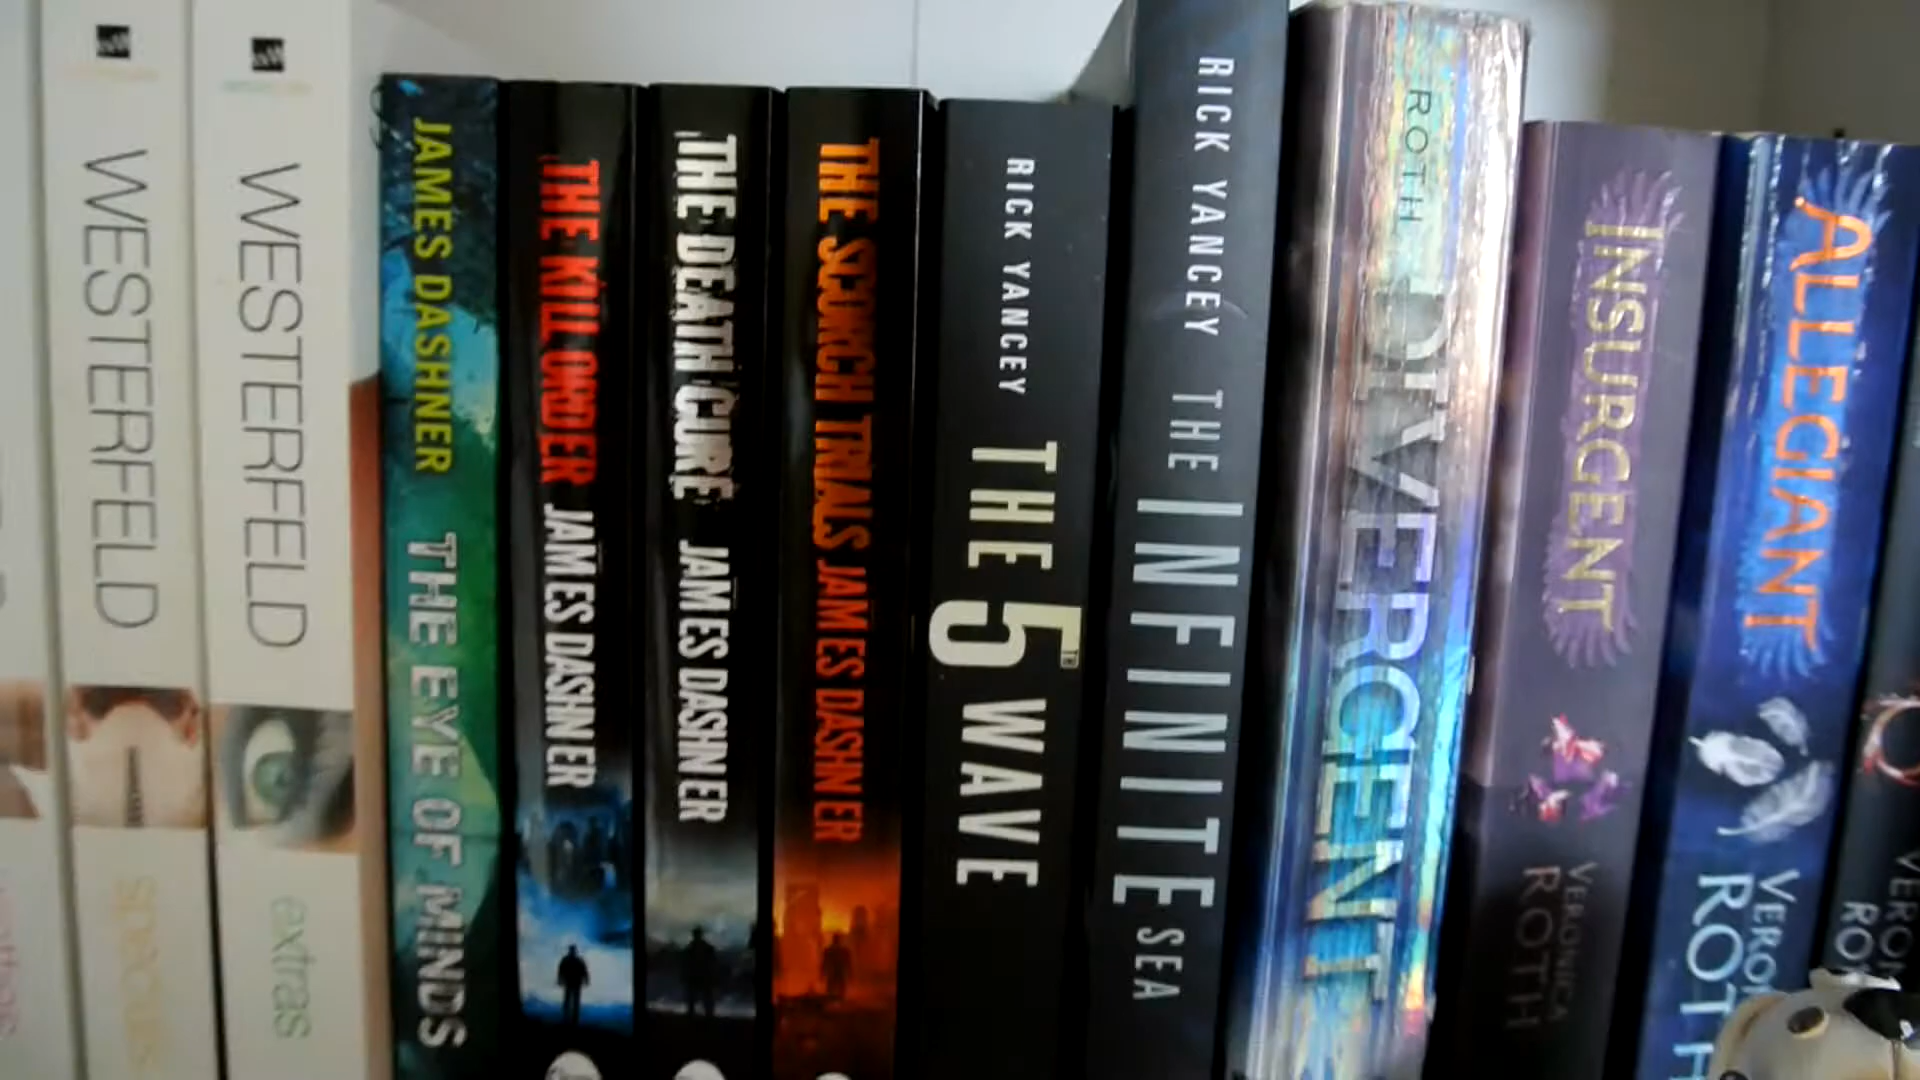 WESTERFELD
specials
WESTERFELD
extras
JAMES DASHNER THE EYE OF MINDS
THE KILL ORDER JAMES DASHNER
THE DEATH CURE JAMES DASHNER
THE SCORCH TRIALS JAMES DASHNER
RICK YANCEY THE 5TH WAVE
RICK YANCEY THE INFINITE SEA
ROTH DIVERGENT
INSURGENT VERONICA ROTH
ALLEGIANT VERO
ROTH